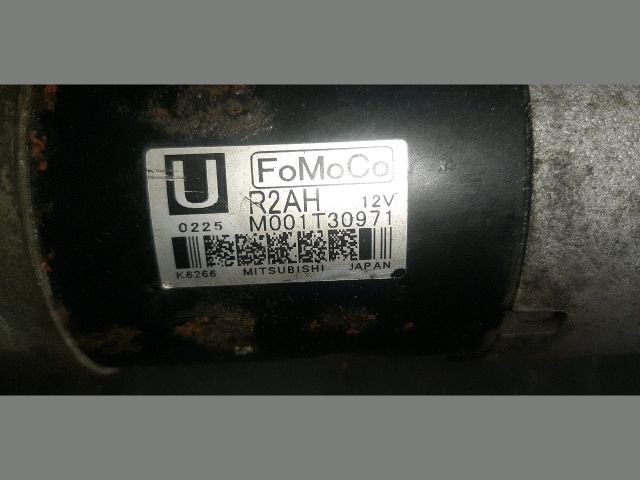 U FoMoCo
R2AH 12V
0225 M001T30971
K6266 MITSUBISHI JAPAN